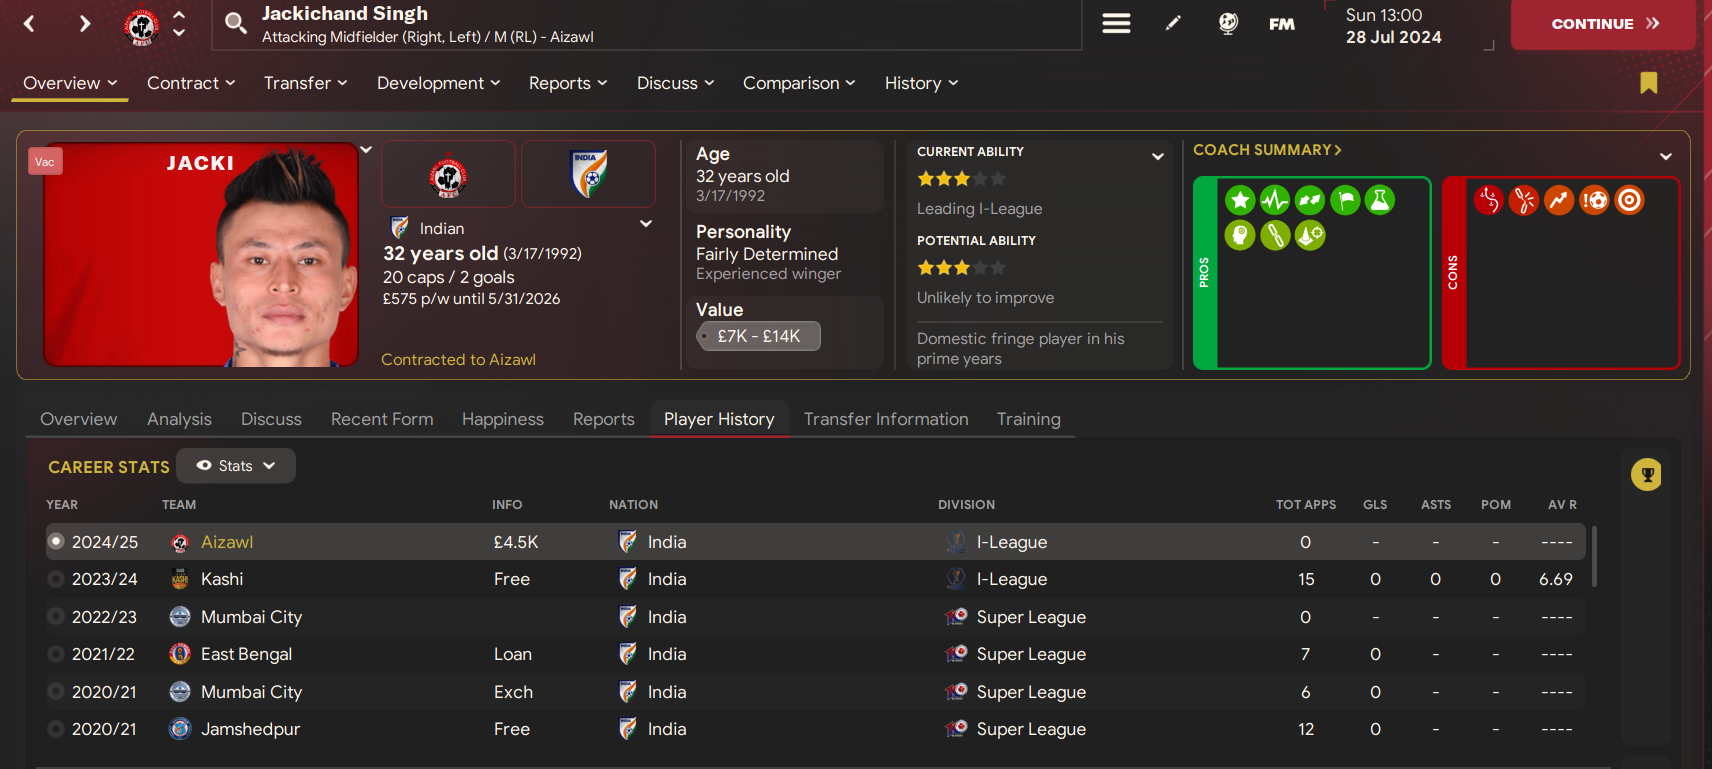 Jackichand Singh
Attacking Midfielder (Right, Left) / M (RL) - Aizawl
FM
Sun 13:00
28 Jul 2024
CONTINUE
Overview Contract Transfer Development Reports Discuss Comparison History
Vac
JACKI
INDIA
Indian
32 years old (3/17/1992)
20 caps / 2 goals
£575 p/w until 5/31/2026
Contracted to Aizawl
Age
32 years old
3/17/1992
Personality
Fairly Determined
Experienced winger
Value
£7K - £14K
CURRENT ABILITY
Leading I-League
POTENTIAL ABILITY
Unlikely to improve
Domestic fringe player in his
prime years
COACH SUMMARY
PROS
CONS
Overview Analysis Discuss Recent Form Happiness Reports Player History Transfer Information Training
CAREER STATS Stats
YEAR TEAM INFO NATION DIVISION TOT APPS GLS ASTS POM AV R
2024/25 Aizawl £4.5K India I-League 0 - - - ----
2023/24 Kashi Free India I-League 15 0 0 0 6.69
2022/23 Mumbai City India Super League 0 - - - ----
2021/22 East Bengal Loan India Super League 7 0 - - ----
2020/21 Mumbai City Exch India Super League 6 0 - - ----
2020/21 Jamshedpur Free India Super League 12 0 - - ----